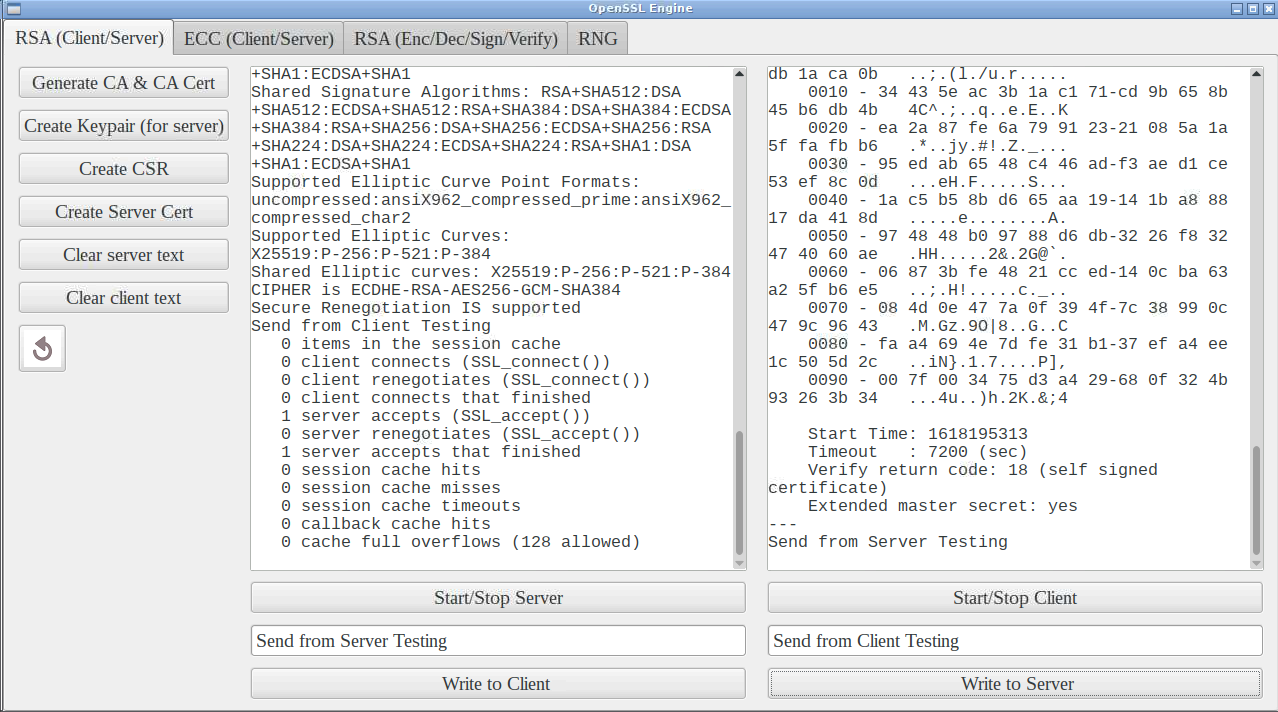 OpenSSL Engine
RSA (Client/Server)
ECC (Client/Server)
RSA (Enc/Dec/Sign/Verify)
RNG
Generate CA & CA Cert
Create Keypair (for server)
Create CSR
Create Server Cert
Clear server text
Clear client text
+SHA1:ECDSA+SHA1
Shared Signature Algorithms: RSA+SHA512:DSA
+SHA512:ECDSA+SHA512:RSA+SHA384:DSA+SHA384:ECDSA
+SHA384:RSA+SHA256:DSA+SHA256:ECDSA+SHA256:RSA
+SHA224:DSA+SHA224:ECDSA+SHA224:RSA+SHA1:DSA
+SHA1:ECDSA+SHA1
Supported Elliptic Curve Point Formats:
uncompressed:ansiX962_compressed_prime:ansiX962_
compressed_char2
Supported Elliptic Curves:
X25519:P-256:P-521:P-384
Shared Elliptic curves: X25519:P-256:P-521:P-384
CIPHER is ECDHE-RSA-AES256-GCM-SHA384
Secure Renegotiation IS supported
Send from Client Testing
0 items in the session cache
0 client connects (SSL_connect())
0 client renegotiates (SSL_connect())
0 client connects that finished
1 server accepts (SSL_accept())
0 server renegotiates (SSL_accept())
1 server accepts that finished
0 session cache hits
0 session cache misses
0 session cache timeouts
0 callback cache hits
0 cache full overflows (128 allowed)
Start/Stop Server
Send from Server Testing
Write to Client
db 1a ca 0b   ..;.(l./u.r.....
0010 - 34 43 5e ac 3b 1a c1 71-cd 9b 65 8b
45 b6 db 4b   4C^.;..q..e.E..K
0020 - ea 2a 87 fe 6a 79 91 23-21 08 5a 1a
5f fa fb b6   .*..jy.#!.Z._...
0030 - 95 ed ab 65 48 c4 46 ad-f3 ae d1 ce
53 ef 8c 0d   ...eH.F.....S...
0040 - 1a c5 b5 8b d6 65 aa 19-14 1b a8 88
17 da 41 8d   .....e........A.
0050 - 97 48 48 b0 97 88 d6 db-32 26 f8 32
47 40 60 ae   .HH.....2&.2G@`.
0060 - 06 87 3b fe 48 21 cc ed-14 0c ba 63
a2 5f b6 e5   ..;.H!.....c._..
0070 - 08 4d 0e 47 7a 0f 39 4f-7c 38 99 0c
47 9c 96 43   .M.Gz.9O|8..G..C
0080 - fa a4 69 4e 7d fe 31 b1-37 ef a4 ee
1c 50 5d 2c   ..iN}.1.7....P],
0090 - 00 7f 00 34 75 d3 a4 29-68 0f 32 4b
93 26 3b 34   ...4u..)h.2K.&;4
Start Time: 1618195313
Timeout   : 7200 (sec)
Verify return code: 18 (self signed
certificate)
Extended master secret: yes
---
Send from Server Testing
Start/Stop Client
Send from Client Testing
Write to Server